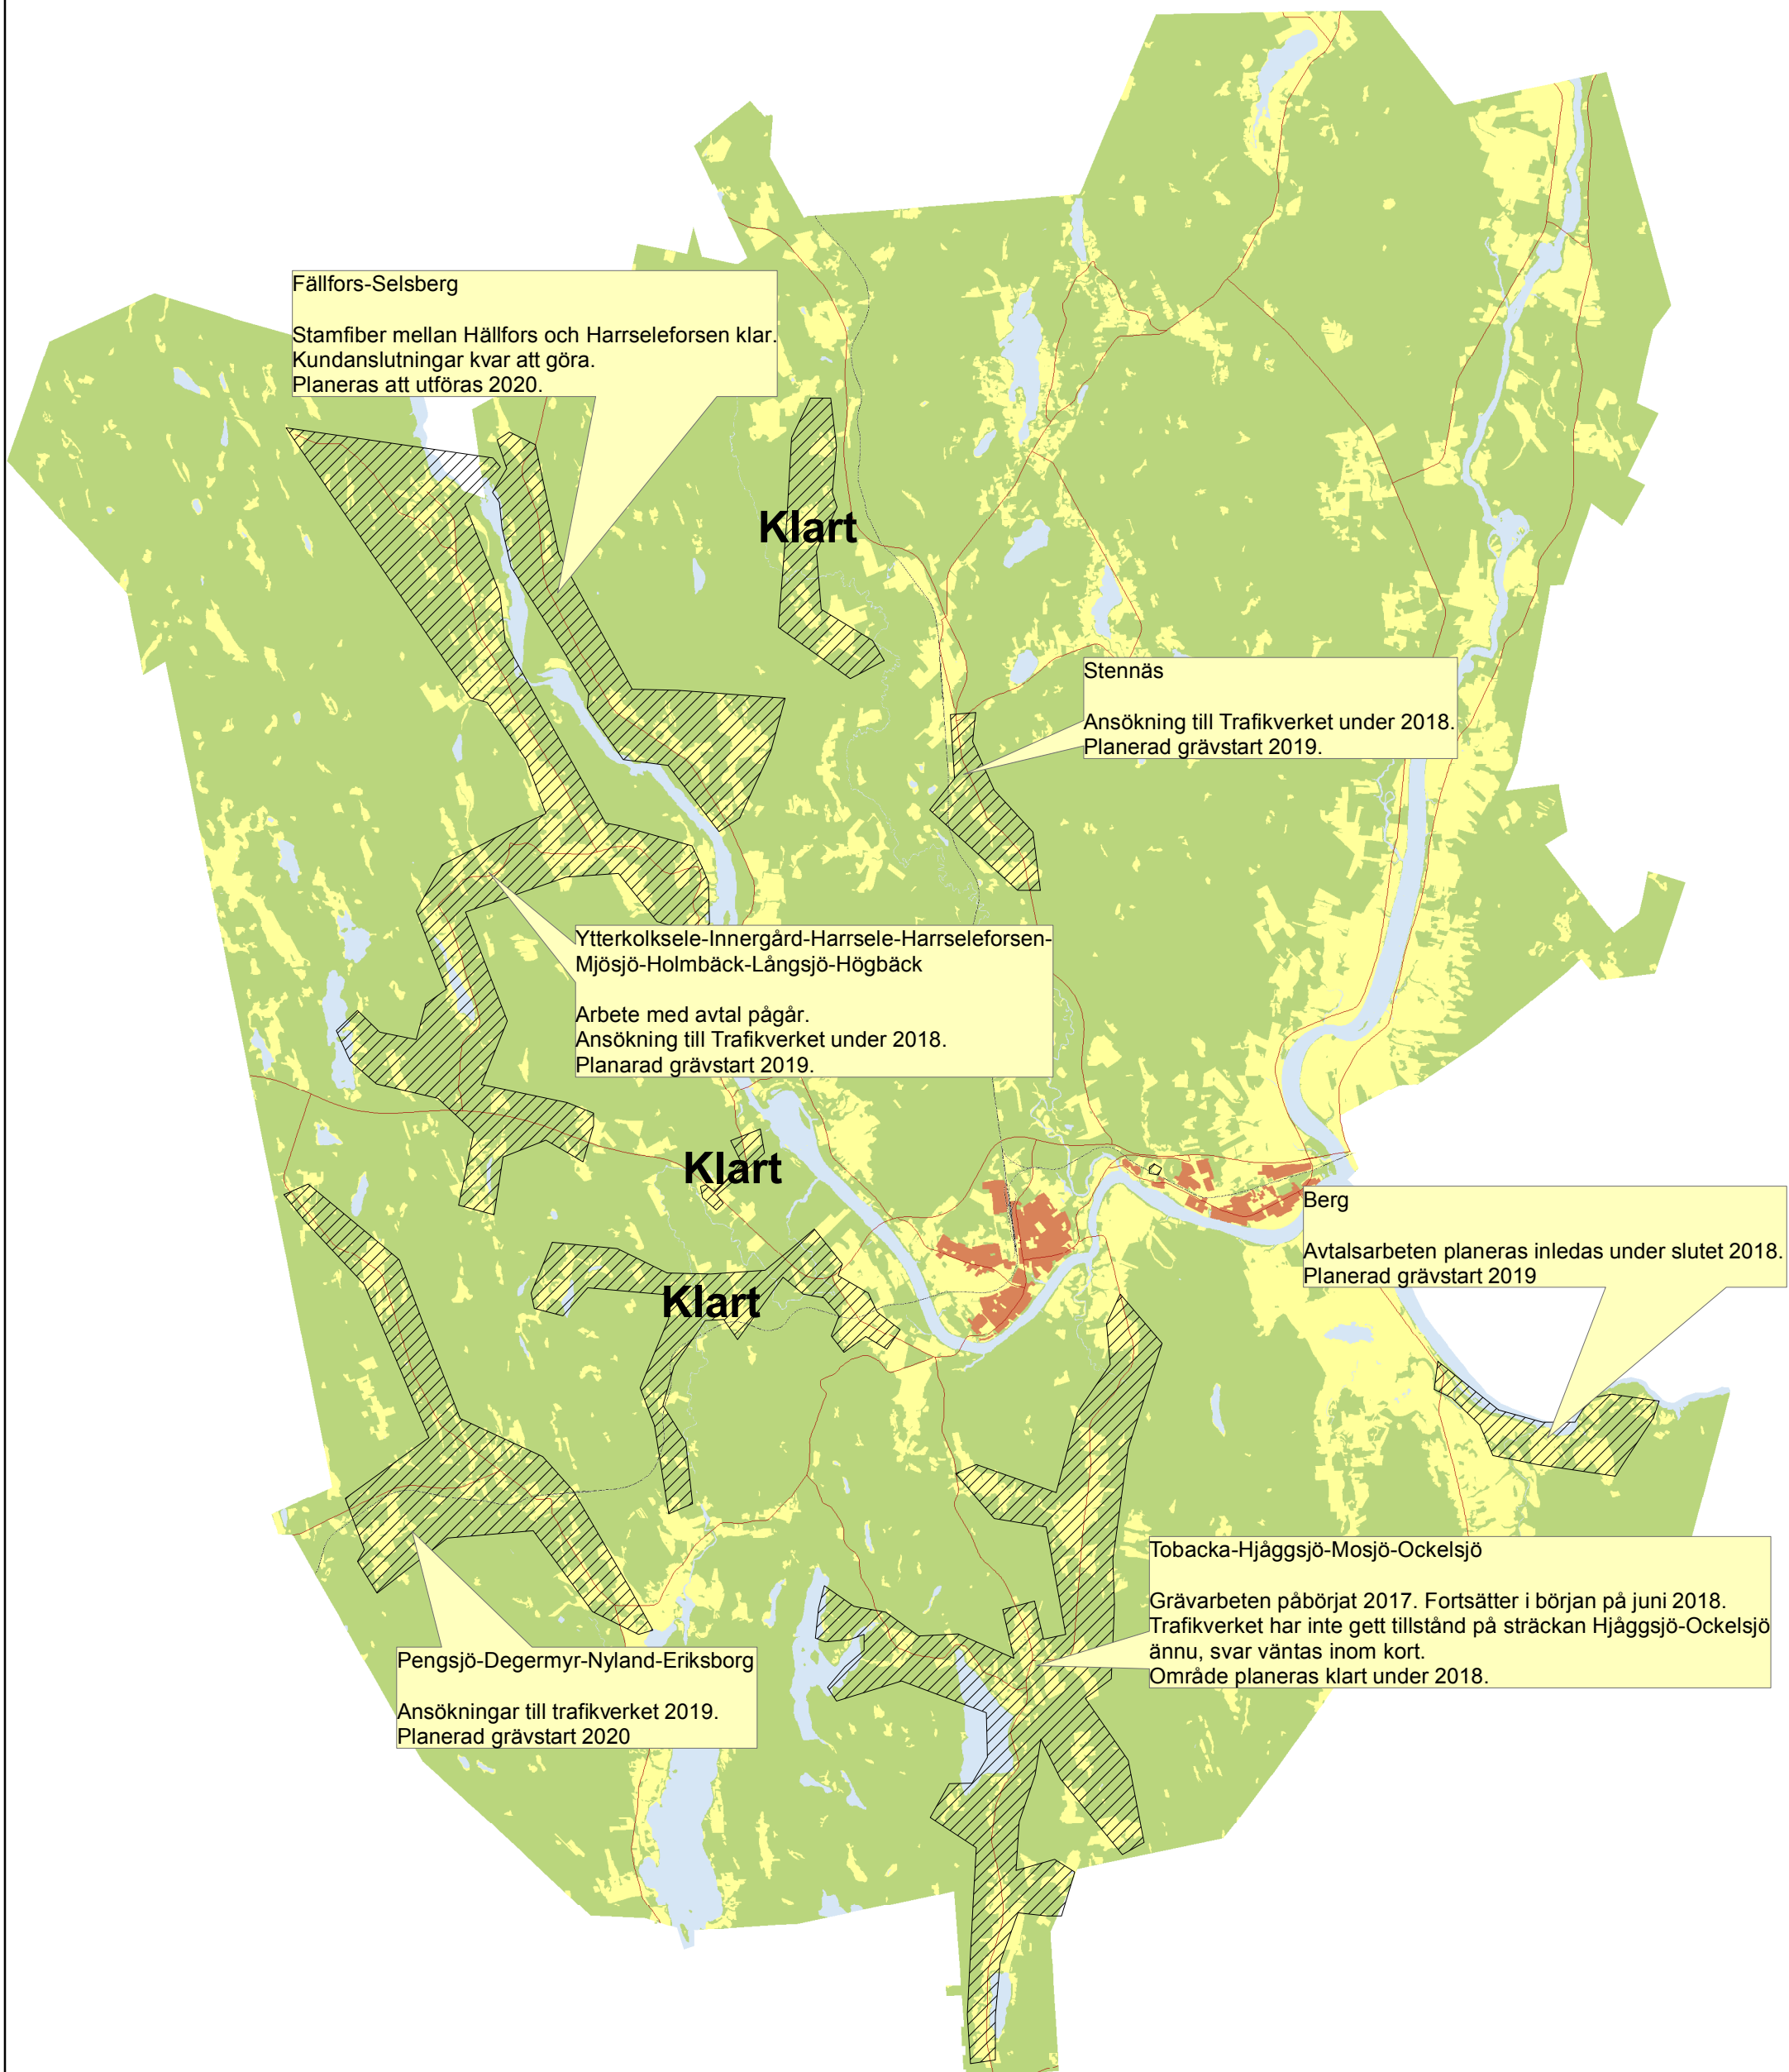 Fällfors-Selsberg
Stamfiber mellan Hällfors och Harrseleforsen klar.
Kundanslutningar kvar att göra.
Planeras att utföras 2020.
Klart
Stennäs
Ansökning till Trafikverket under 2018.
Planerad grävstart 2019.
Ytterkolksele-Innergård-Harrsele-Harrseleforsen-
Mjösjö-Holmbäck-Långsjö-Högbäck
Arbete med avtal pågår.
Ansökning till Trafikverket under 2018.
Planarad grävstart 2019.
Klart
Berg
Avtalsarbeten planeras inledas under slutet 2018.
Planerad grävstart 2019
Klart
Tobacka-Hjåggsjö-Mosjö-Ockelsjö
Grävarbeten påbörjat 2017. Fortsätter i början på juni 2018.
Trafikverket har inte gett tillstånd på sträckan Hjåggsjö-Ockelsjö
ännu, svar väntas inom kort.
Område planeras klart under 2018.
Pengsjö-Degermyr-Nyland-Eriksborg
Ansökningar till trafikverket 2019.
Planerad grävstart 2020